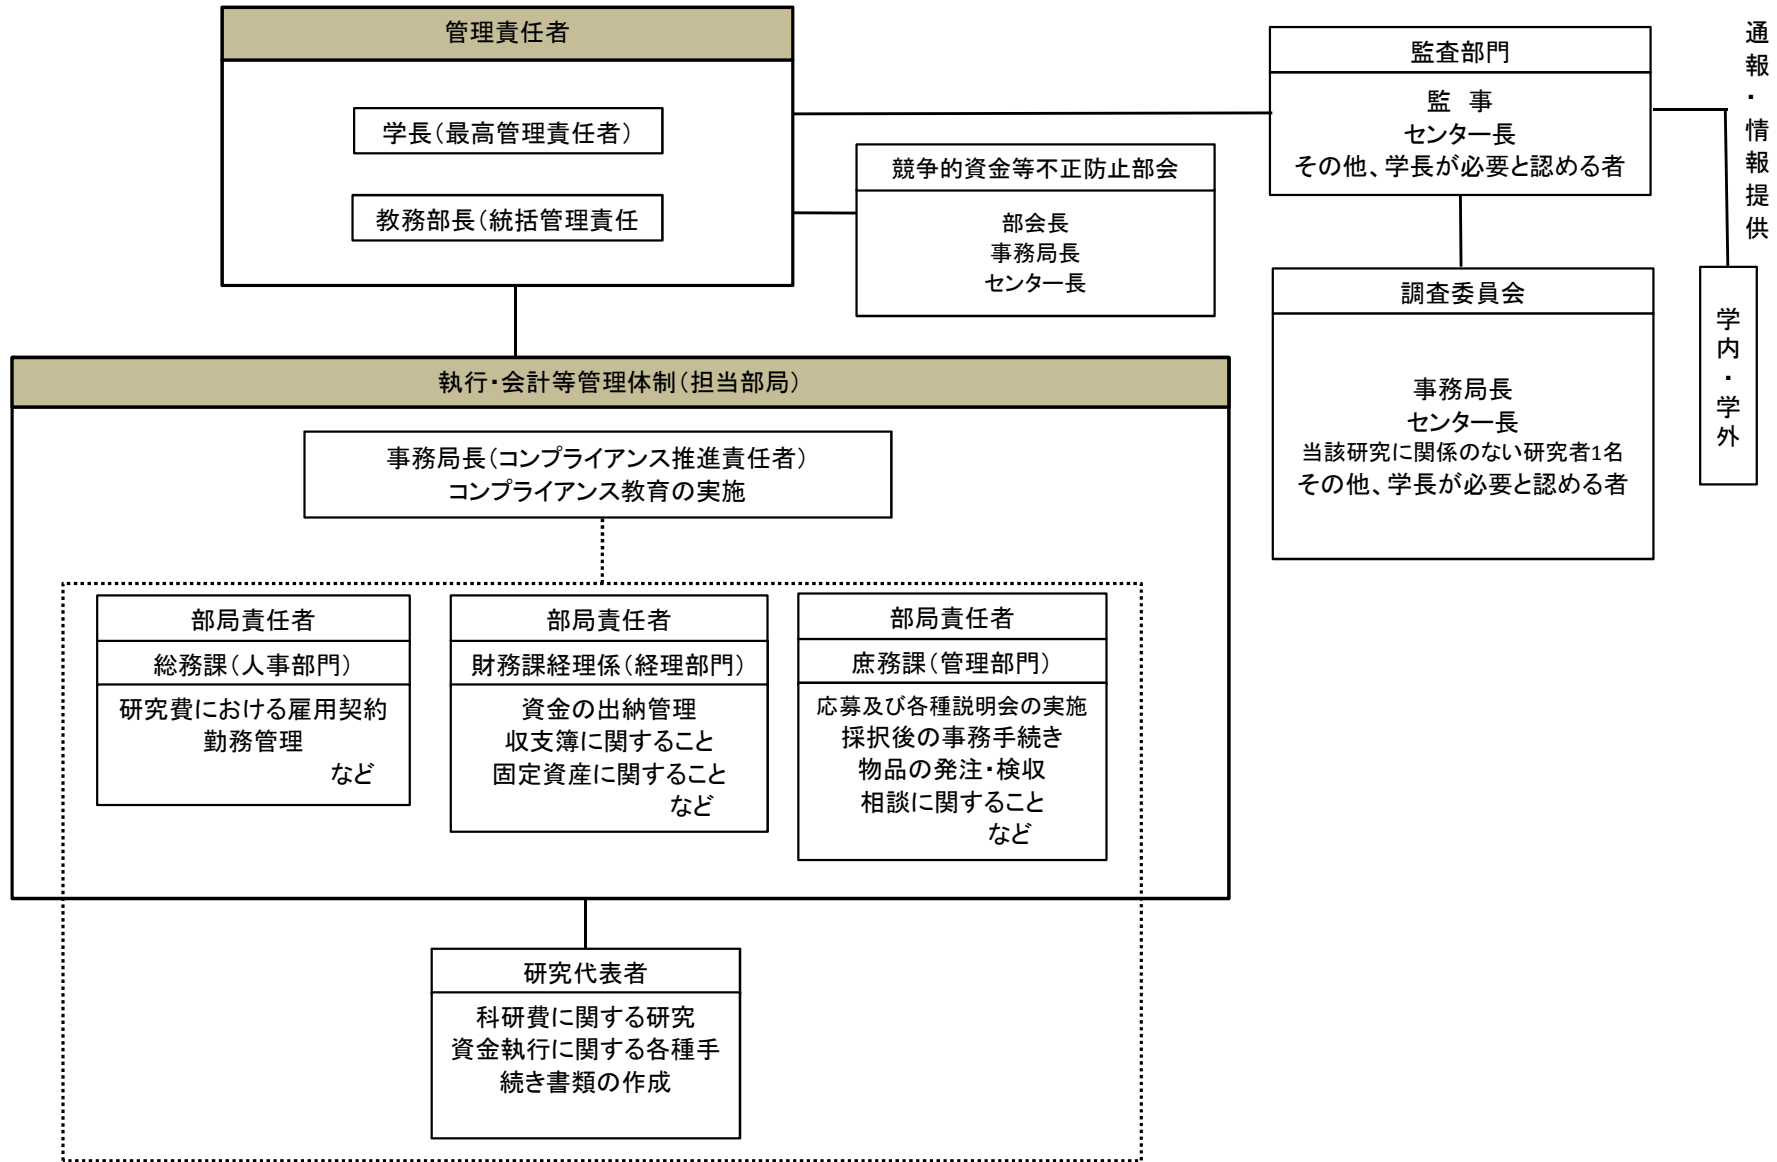 管理責任者
学長（最高管理責任者）
教務部長（統括管理責任
競争的資金等不正防止部会
部会長
事務局長
センター長
監査部門
監　事
センター長
その他、学長が必要と認める者
通報・情報提供
調査委員会
事務局長
センター長
当該研究に関係のない研究者1名
その他、学長が必要と認める者
学内・学外
執行・会計等管理体制（担当部局）
事務局長（コンプライアンス推進責任者）
コンプライアンス教育の実施
部局責任者
総務課（人事部門）
研究費における雇用契約
勤務管理
など
部局責任者
財務課経理係（経理部門）
資金の出納管理
収支簿に関すること
固定資産に関すること
など
部局責任者
庶務課（管理部門）
応募及び各種説明会の実施
採択後の事務手続き
物品の発注・検収
相談に関すること
など
研究代表者
科研費に関する研究
資金執行に関する各種手
続き書類の作成